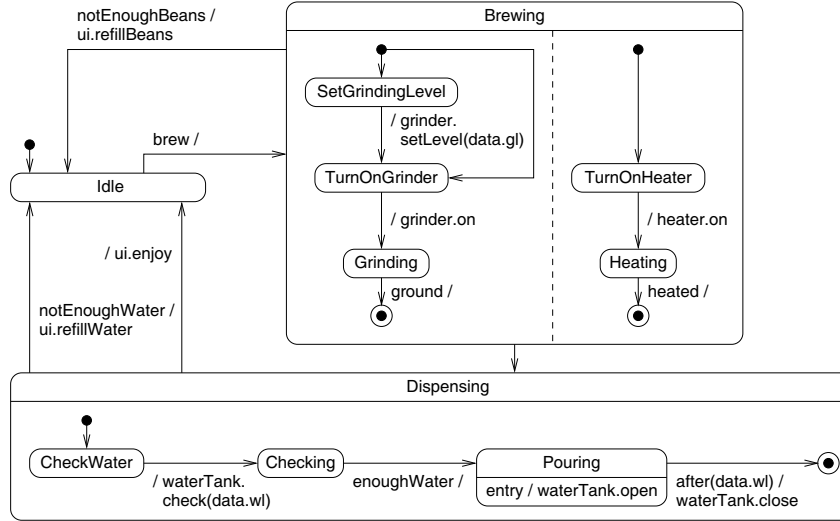 notEnoughBeans /
ui.refillBeans
Brewing
SetGrindingLevel
/ grinder.
setLevel(data.gl)
brew /
Idle
TurnOnGrinder
TurnOnHeater
/ grinder.on
/ heater.on
/ ui.enjoy
Grinding
Heating
ground /
heated /
notEnoughWater /
ui.refillWater
Dispensing
CheckWater
Checking
Pouring
/ waterTank.
check(data.wl)
enoughWater /
entry / waterTank.open
after(data.wl) /
waterTank.close